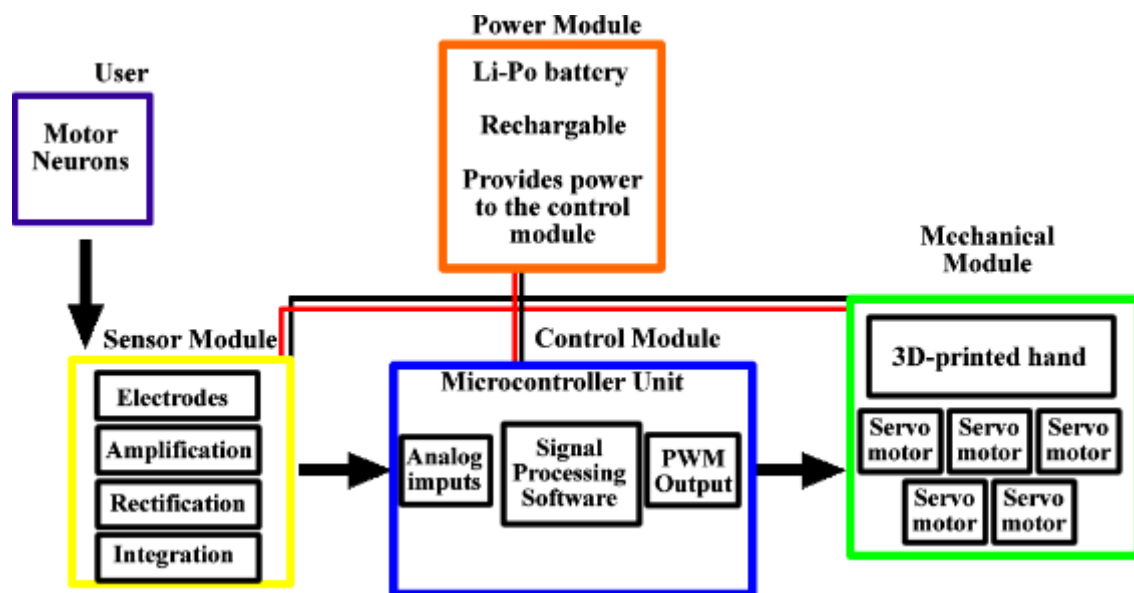 Power Module
Li-Po battery
Rechargable
Provides power
to the control
module
User
Motor
Neurons
Sensor Module
Electrodes
Amplification
Rectification
Integration
Control Module
Microcontroller Unit
Analog
imputs
Signal
Processing
Software
PWM
Output
Mechanical
Module
3D-printed hand
Servo
motor
Servo
motor
Servo
motor
Servo
motor
Servo
motor